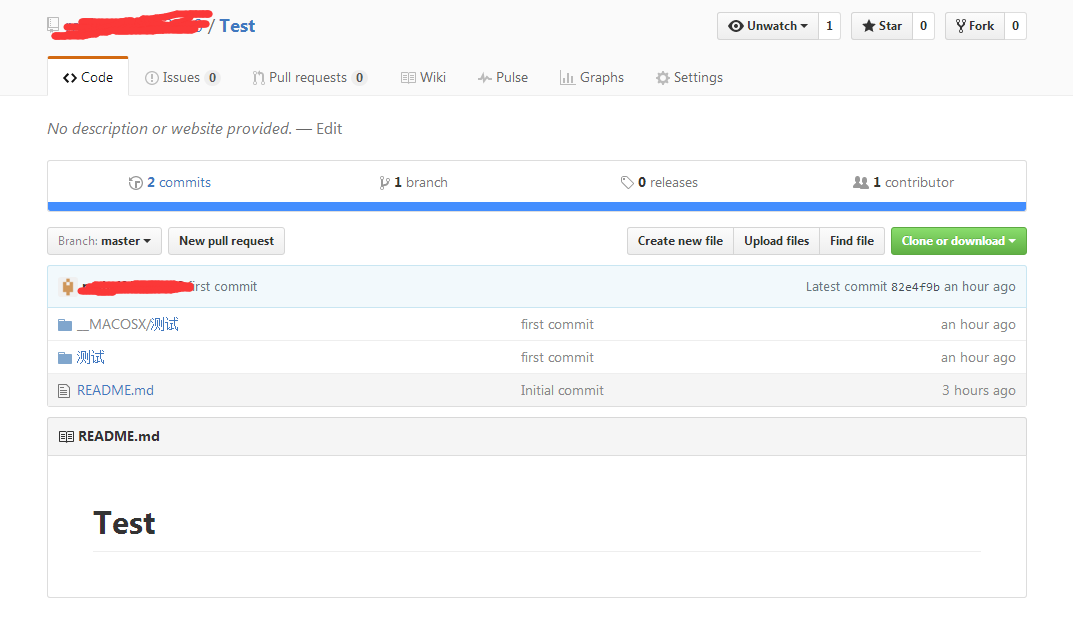 / Test
Unwatch 1 Star 0 Fork 0
Code Issues 0 Pull requests 0 Wiki Pulse Graphs Settings
No description or website provided. — Edit
2 commits 1 branch 0 releases 1 contributor
Branch: master New pull request Create new file Upload files Find file Clone or download
commit Latest commit 82e4f9b an hour ago
__MACOSX/测试 first commit an hour ago
测试 first commit an hour ago
README.md Initial commit 3 hours ago
README.md
Test